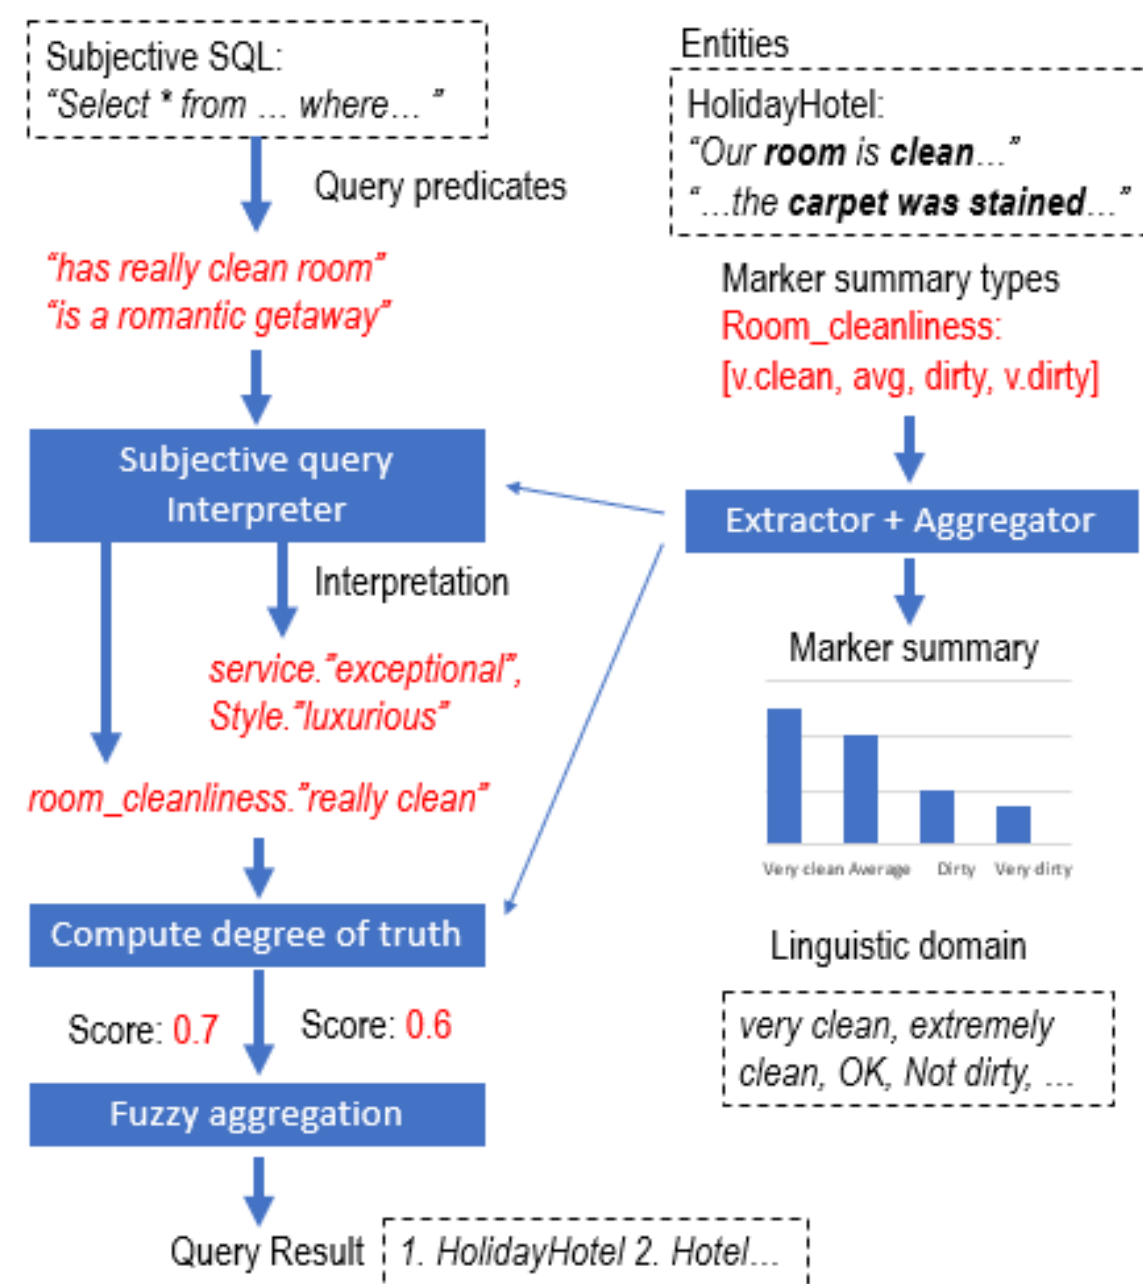 Subjective SQL:
“Select * from … where… ”
Query predicates
“has really clean room”
“is a romantic getaway”
Subjective query
Interpreter
Interpretation
service.”exceptional”,
Style.”luxurious”
room_cleanliness.”really clean”
Compute degree of truth
Score: 0.7
Score: 0.6
Fuzzy aggregation
Query Result
1. HolidayHotel 2. Hotel…
Entities
HolidayHotel:
“Our room is clean…”
“…the carpet was stained…”
Marker summary types
Room_cleanliness:
[v.clean, avg, dirty, v.dirty]
Extractor + Aggregator
Marker summary
Very clean Average Dirty Very dirty
Linguistic domain
very clean, extremely
clean, OK, Not dirty, …